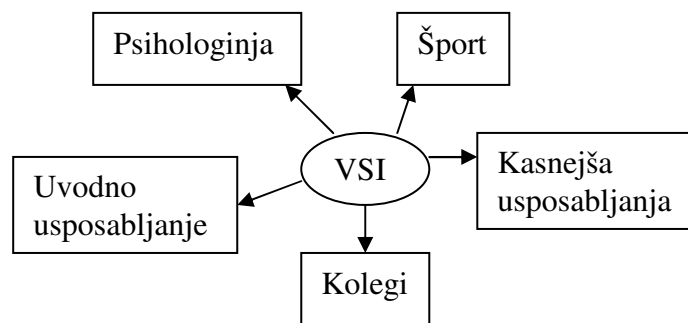 Psihologinja
Šport
VSI
Kasnejša
usposabljanja
Uvodno
usposabljanje
Kolegi